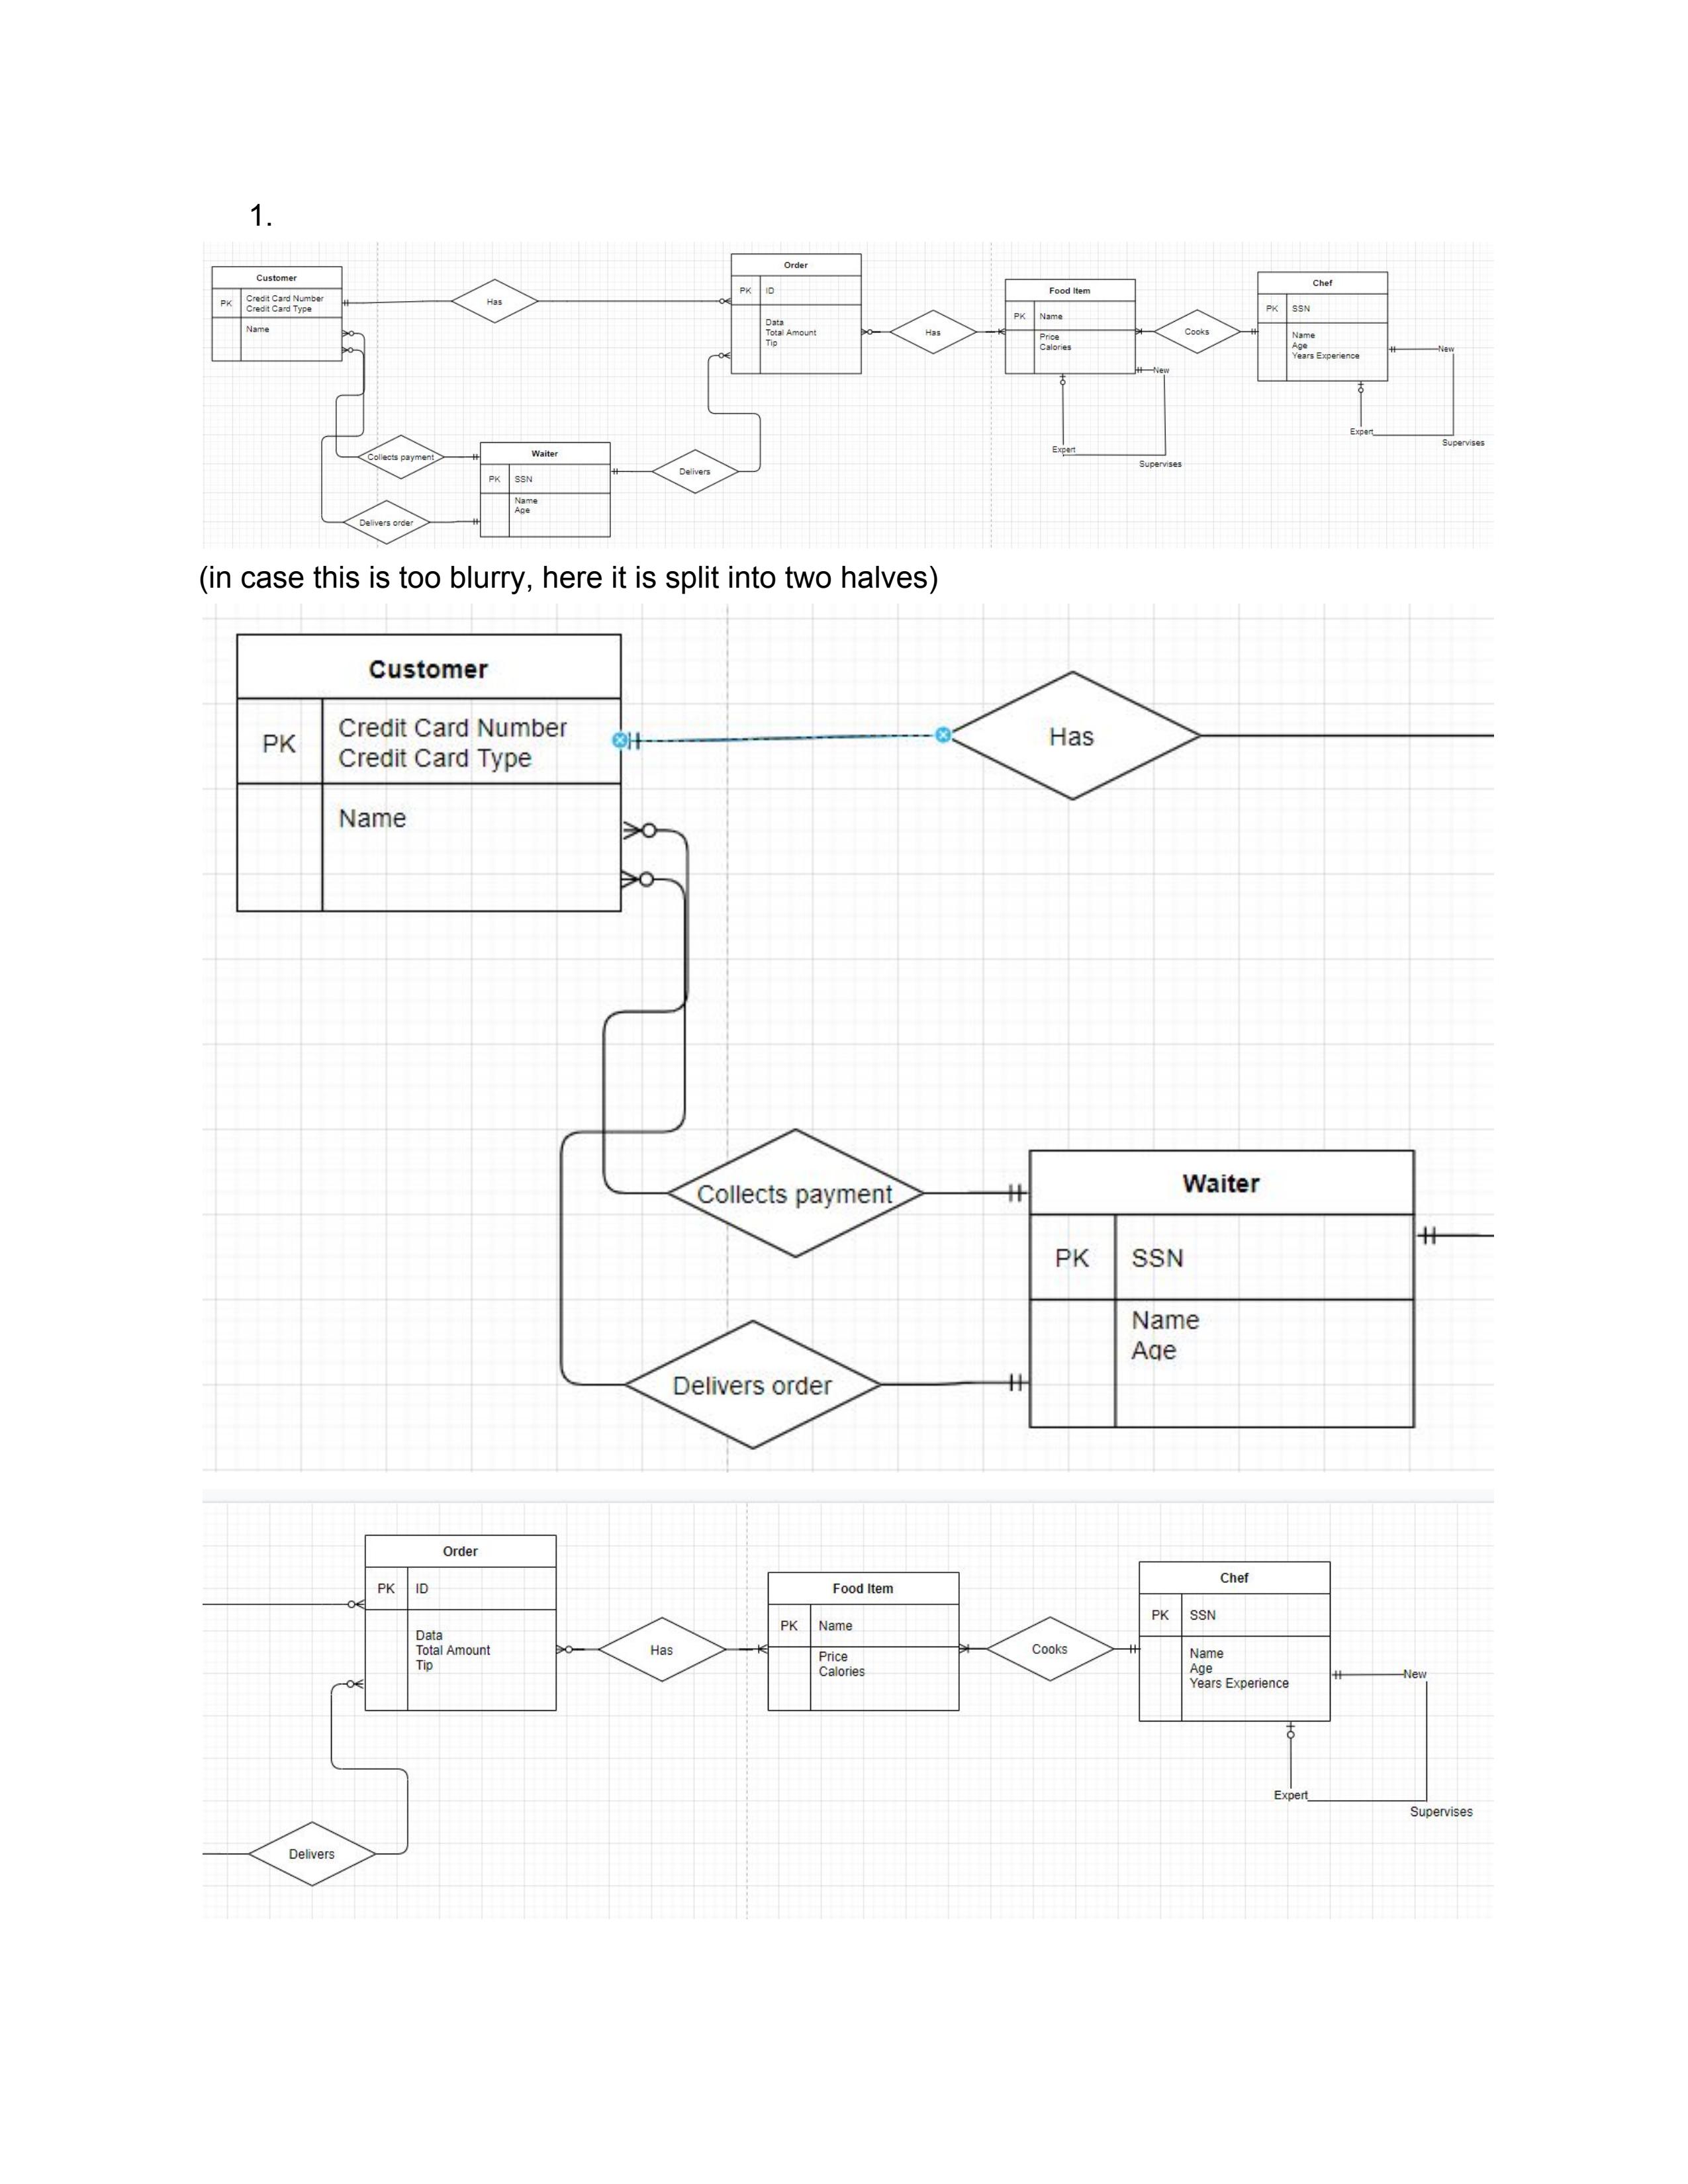 1.
Customer
PK
Credit Card Number
Credit Card Type
Name
Has
Order
PK
ID
Data
Total Amount
Tip
Has
Food Item
PK
Name
Price
Calories
New
Expert
Supervises
Cooks
Chef
PK
SSN
Name
Age
Years Experience
New
Expert
Supervises
Collects payment
Waiter
PK
SSN
Name
Age
Delivers
Delivers order
(in case this is too blurry, here it is split into two halves)
Customer
PK
Credit Card Number
Credit Card Type
Name
Has
Collects payment
Waiter
PK
SSN
Name
Age
Delivers order
Order
PK
ID
Data
Total Amount
Tip
Has
Food Item
PK
Name
Price
Calories
Cooks
Chef
PK
SSN
Name
Age
Years Experience
New
Expert
Supervises
Delivers